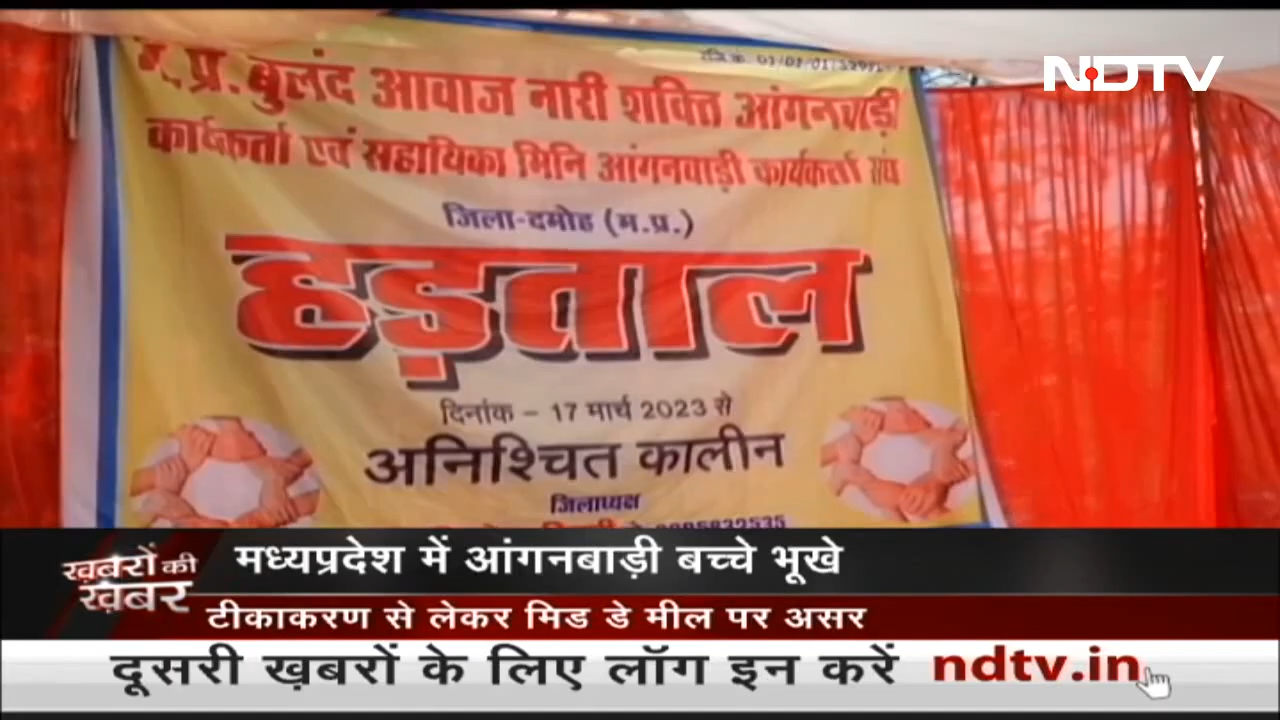 NDTV
म.प्र. बुलंद आवाज नारी शक्ति आंगनवाड़ी
कार्यकर्ता एवं सहायिका मिनि आंगनवाड़ी कार्यकर्ता संघ
जिला-दमोह (म.प्र.)
हड़ताल
दिनांक – 17 मार्च 2023 से
अनिश्चित कालीन
जिलाध्यक्ष
ख़बरों की
ख़बर
मध्यप्रदेश में आंगनबाड़ी बच्चे भूखे
टीकाकरण से लेकर मिड डे मील पर असर
दूसरी ख़बरों के लिए लॉग इन करें ndtv.in